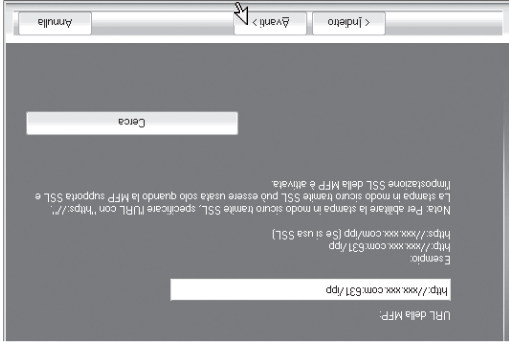 URL della MFP:
http://xxx.xxx.com:631/ipp
Esempio:
http://xxx.xxx.com:631/ipp
https://xxx.xxx.com/ipp (Se si usa SSL)
Nota: Per abilitare la stampa in modo sicuro tramite SSL, specificare l'URL con "https://".
La stampa in modo sicuro tramite SSL può essere usata solo quando la MFP supporta SSL e
l'impostazione SSL della MFP è attivata.
Cerca
< Indietro
Avanti >
Annulla